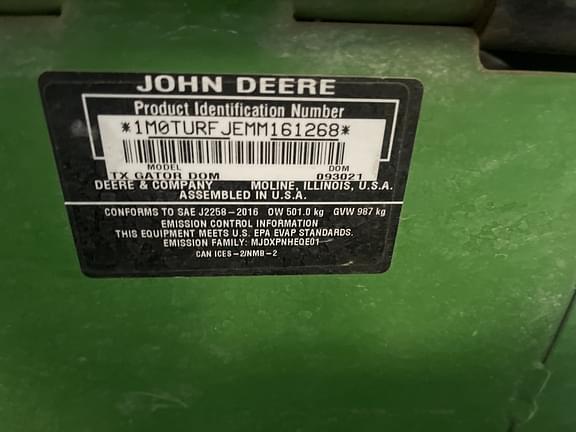 JOHN DEERE
Product Identification Number
*1M0TURFJEMM161268*
MODEL DOM
TX GATOR DOM 093021
DEERE & COMPANY MOLINE, ILLINOIS, U.S.A.
ASSEMBLED IN U.S.A.
CONFORMS TO SAE J2258-2016 OW 501.0 kg GVW 987 kg
EMISSION CONTROL INFORMATION
THIS EQUIPMENT MEETS U.S. EPA EVAP STANDARDS.
EMISSION FAMILY: MJDXPNHEQE01
CAN ICES-2/NMB-2